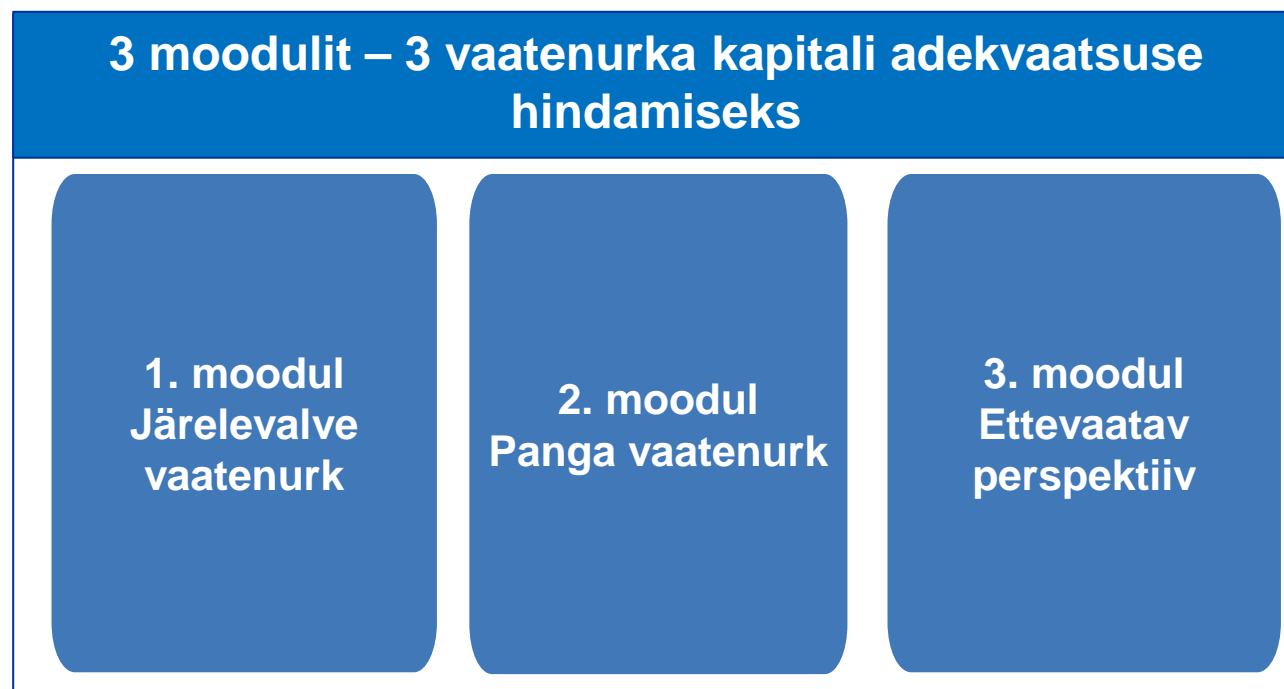 3 moodulit – 3 vaatenurka kapitali adekvaatsuse
hindamiseks
1. moodul
Järelevalve
vaatenurk
2. moodul
Panga vaatenurk
3. moodul
Ettevaatav
perspektiiv